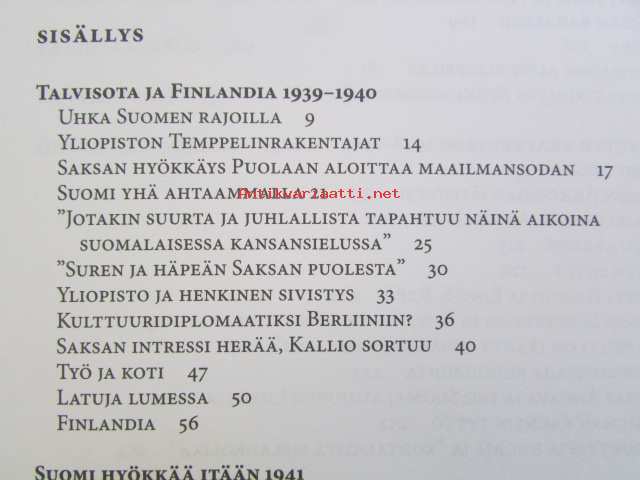 SISÄLLYS
TALVISOTA JA FINLANDIA 1939–1940
UHKA SUOMEN RAJOILLA 9
YLIOPISTON TEMPPELINRAKENTAJAT 14
SAKSAN HYÖKKÄYS PUOLAAN ALOITTAA MAAILMANSODAN 17
SUOMI YHÄ AHTAAMMALLA 21
”JOTAKIN SUURTA JA JUHLALLISTA TAPAHTUU NÄINÄ AIKOINA
SUOMALAISESSA KANSANSIELUSSA” 25
”SUREN JA HÄPEÄN SAKSAN PUOLESTA” 30
YLIOPISTO JA HENKINEN SIVISTYS 33
KULTTUURIDIPLOMAATIKSI BERLIINIIN? 36
SAKSAN INTRESSI HERÄÄ, KALLIO SORTUU 40
TYÖ JA KOTI 47
LATUJA LUMESSA 50
FINLANDIA 56
SUOMI HYÖKKÄÄ ITÄÄN 1941